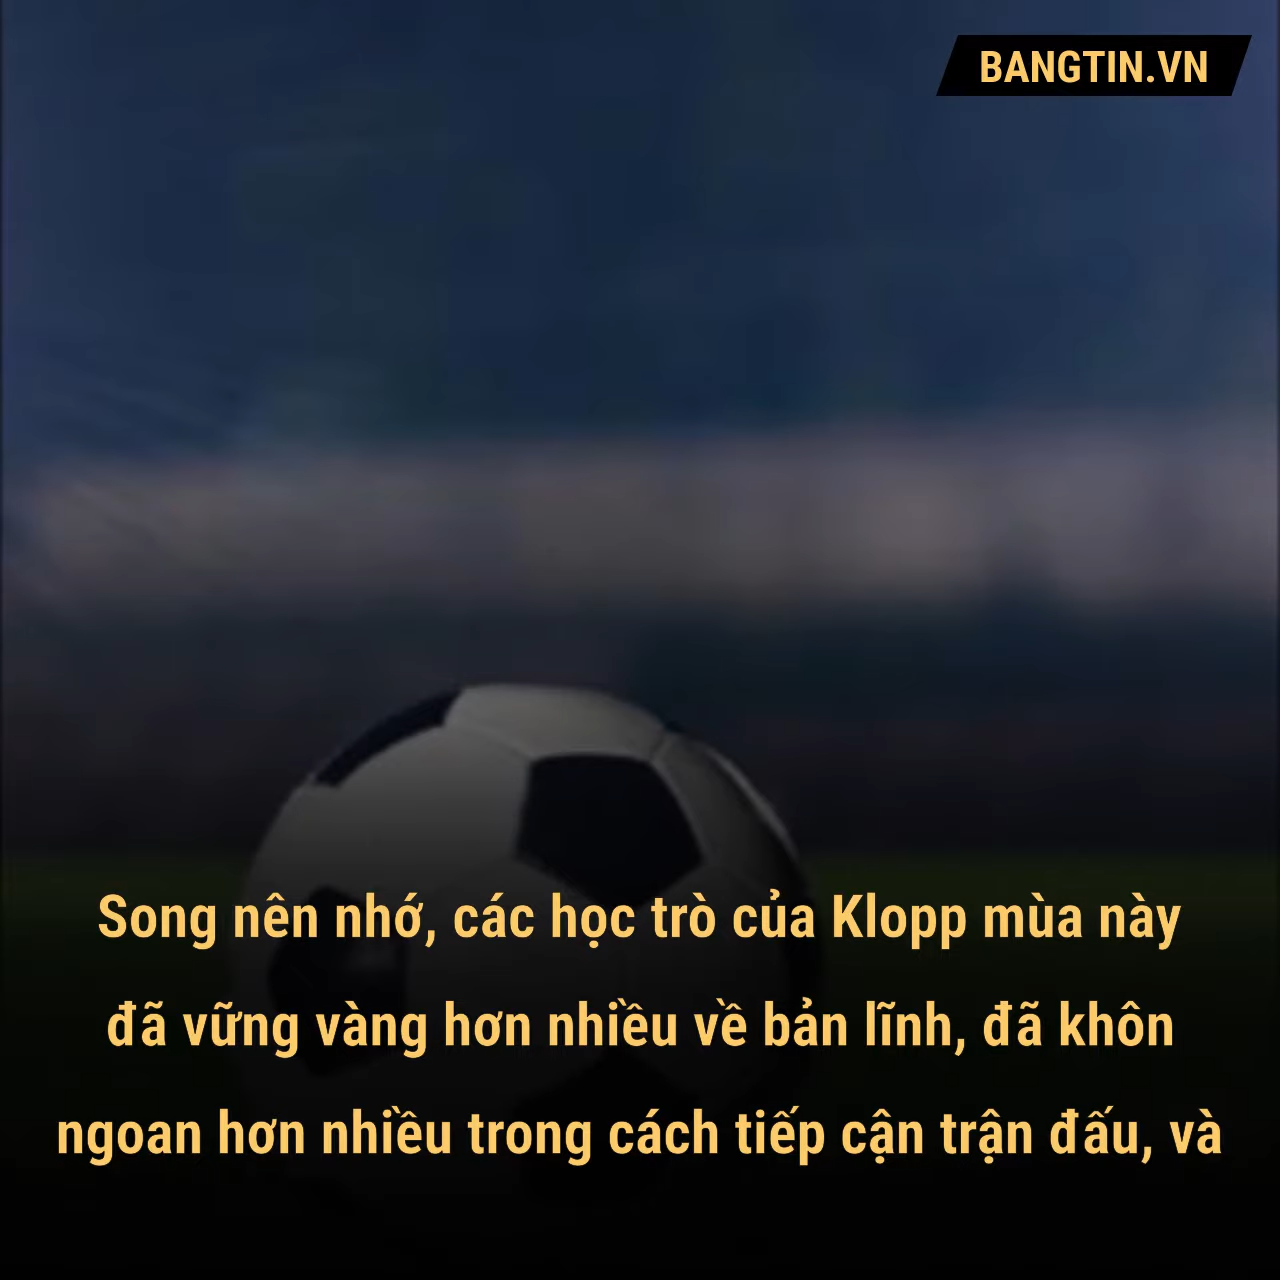 BANGTIN.VN
Song nên nhớ, các học trò của Klopp mùa này
đã vững vàng hơn nhiều về bản lĩnh, đã khôn
ngoan hơn nhiều trong cách tiếp cận trận đấu, và